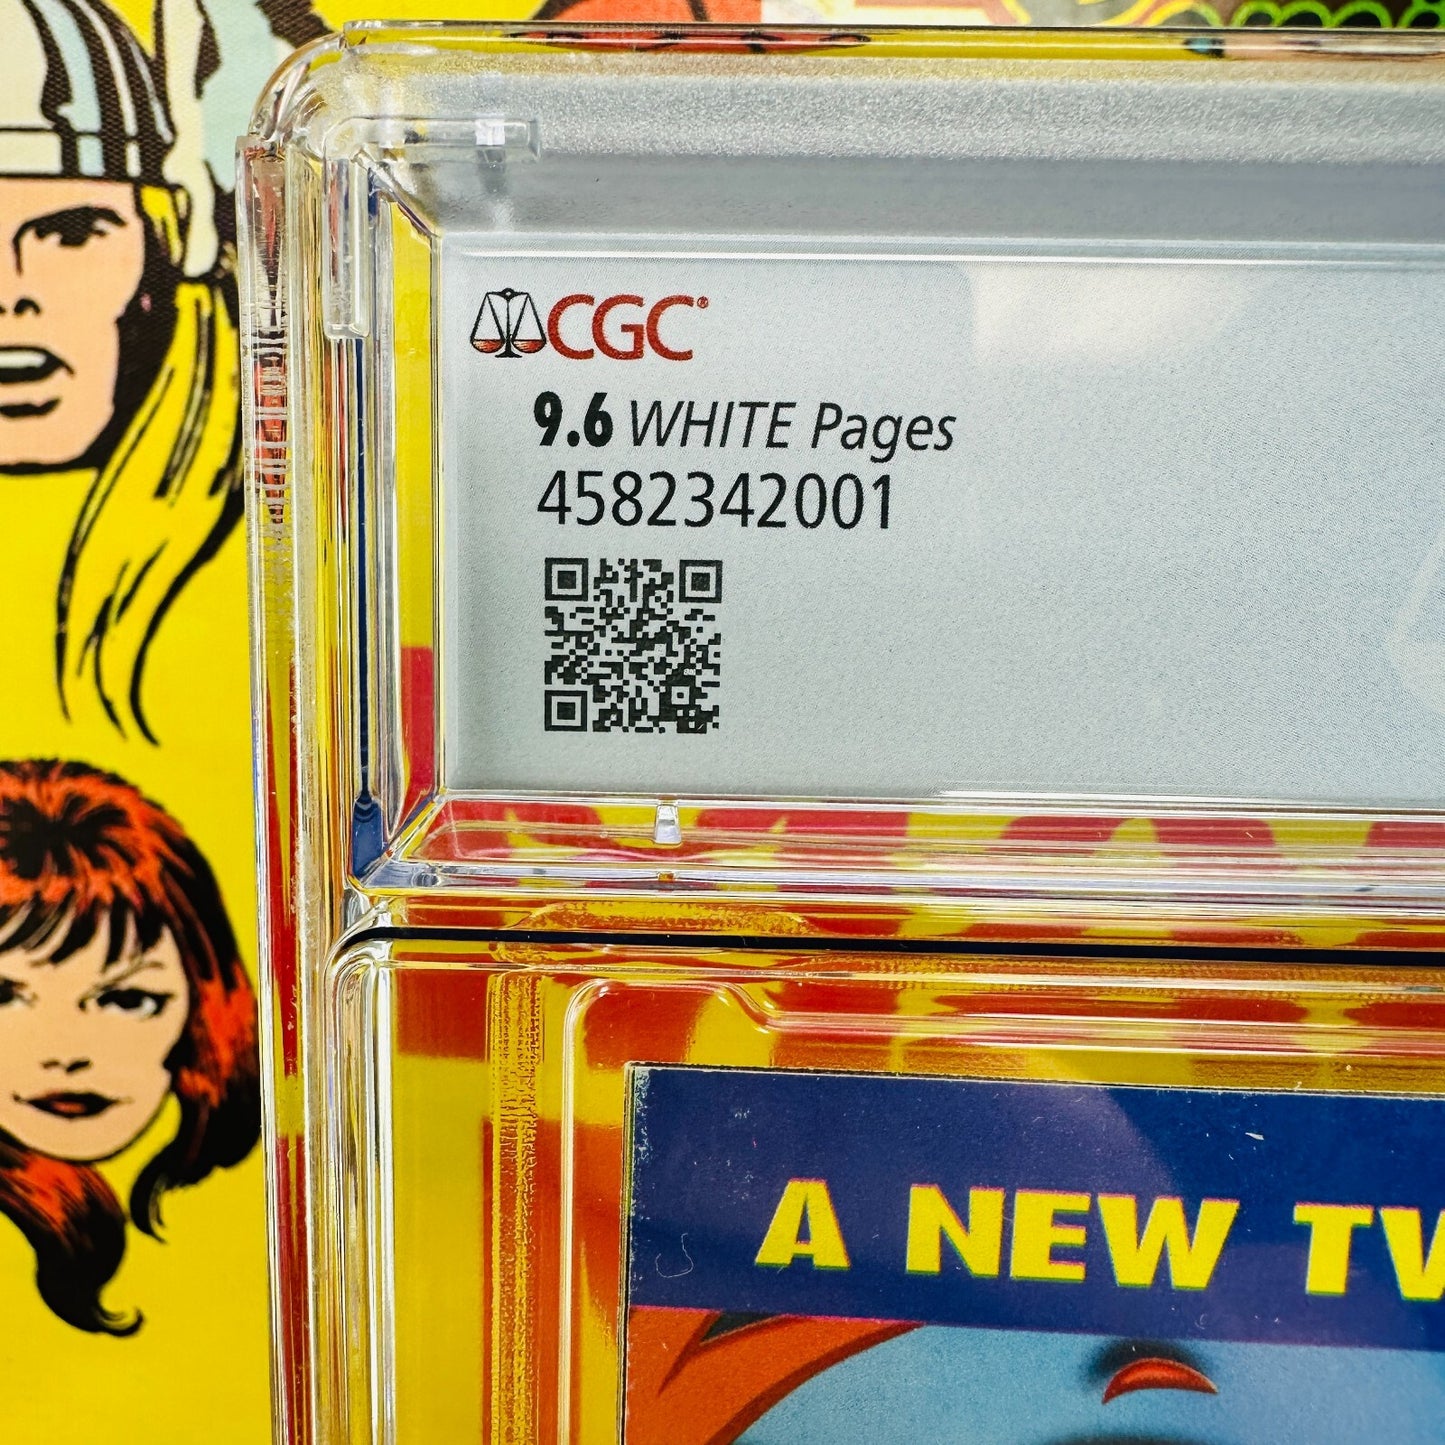 CGC®
9.6 WHITE Pages
4582342001
A NEW TW